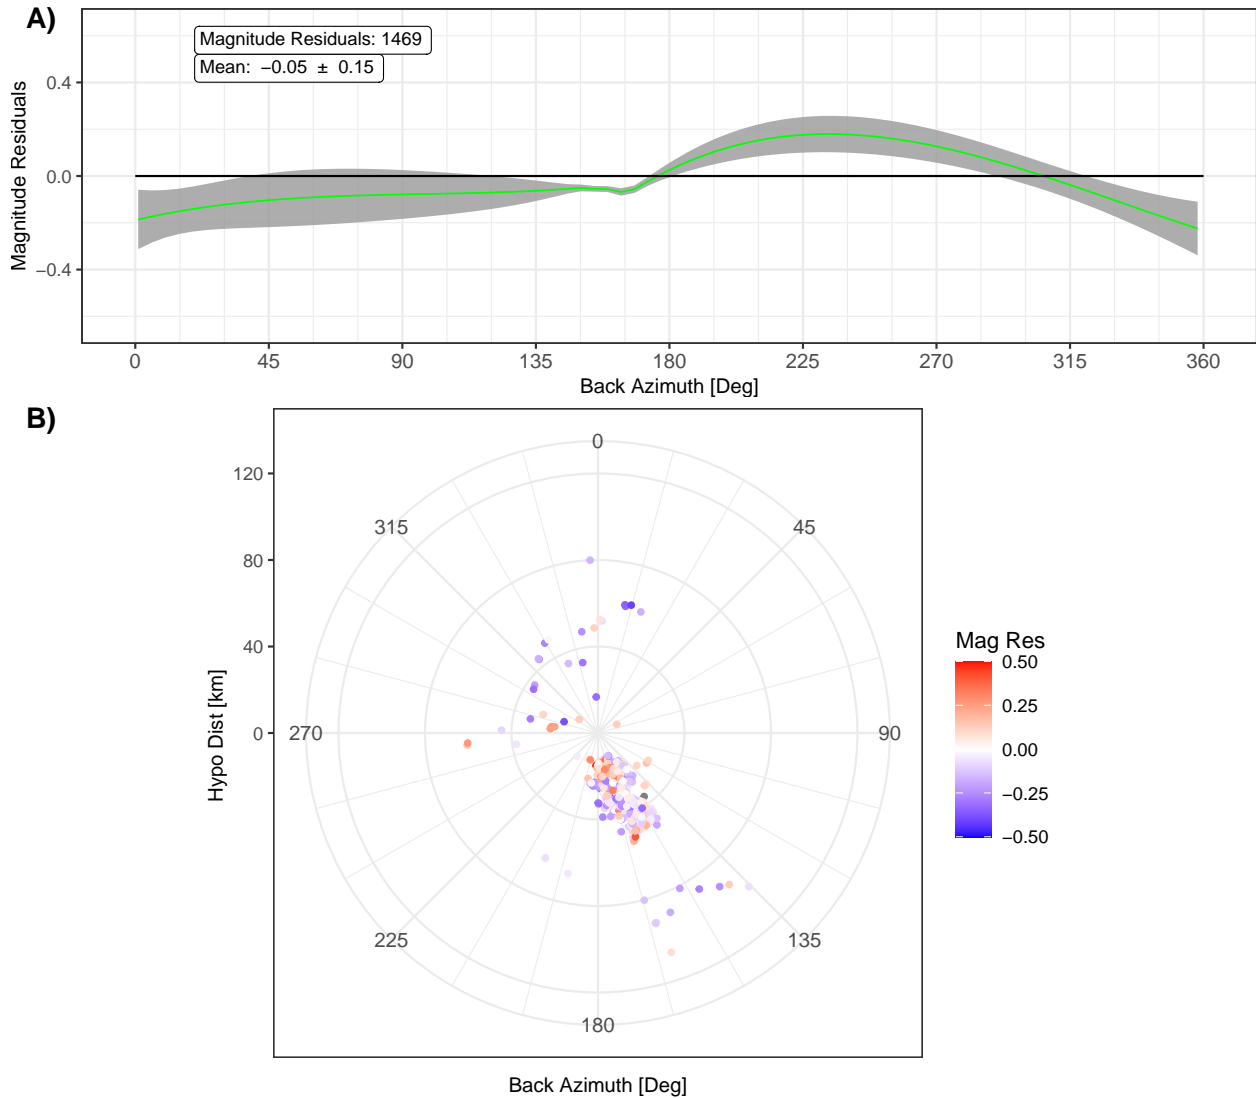 A)
Magnitude Residuals: 1469
Mean: −0.05 ± 0.15
Magnitude Residuals
0.4
0.0
−0.4
0 45 90 135 180 225 270 315 360
Back Azimuth [Deg]
B)
Hypo Dist [km]
120
80
40
0
0
45
90
135
180
225
270
315
Back Azimuth [Deg]
Mag Res
0.50
0.25
0.00
−0.25
−0.50